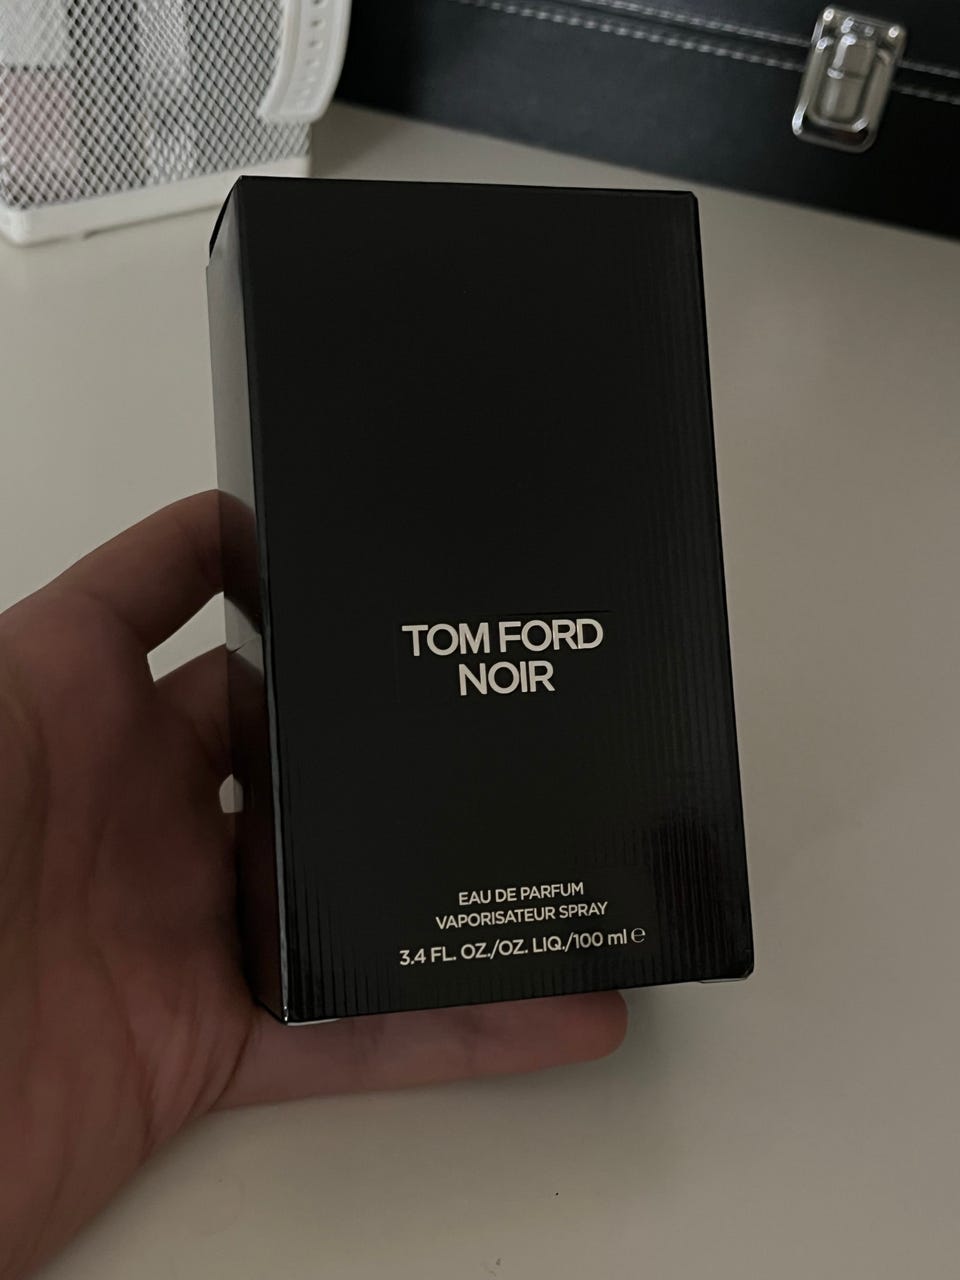 TOM FORD
NOIR
EAU DE PARFUM
VAPORISATEUR SPRAY
3.4 FL. OZ./OZ. LIQ./100 ml ℮